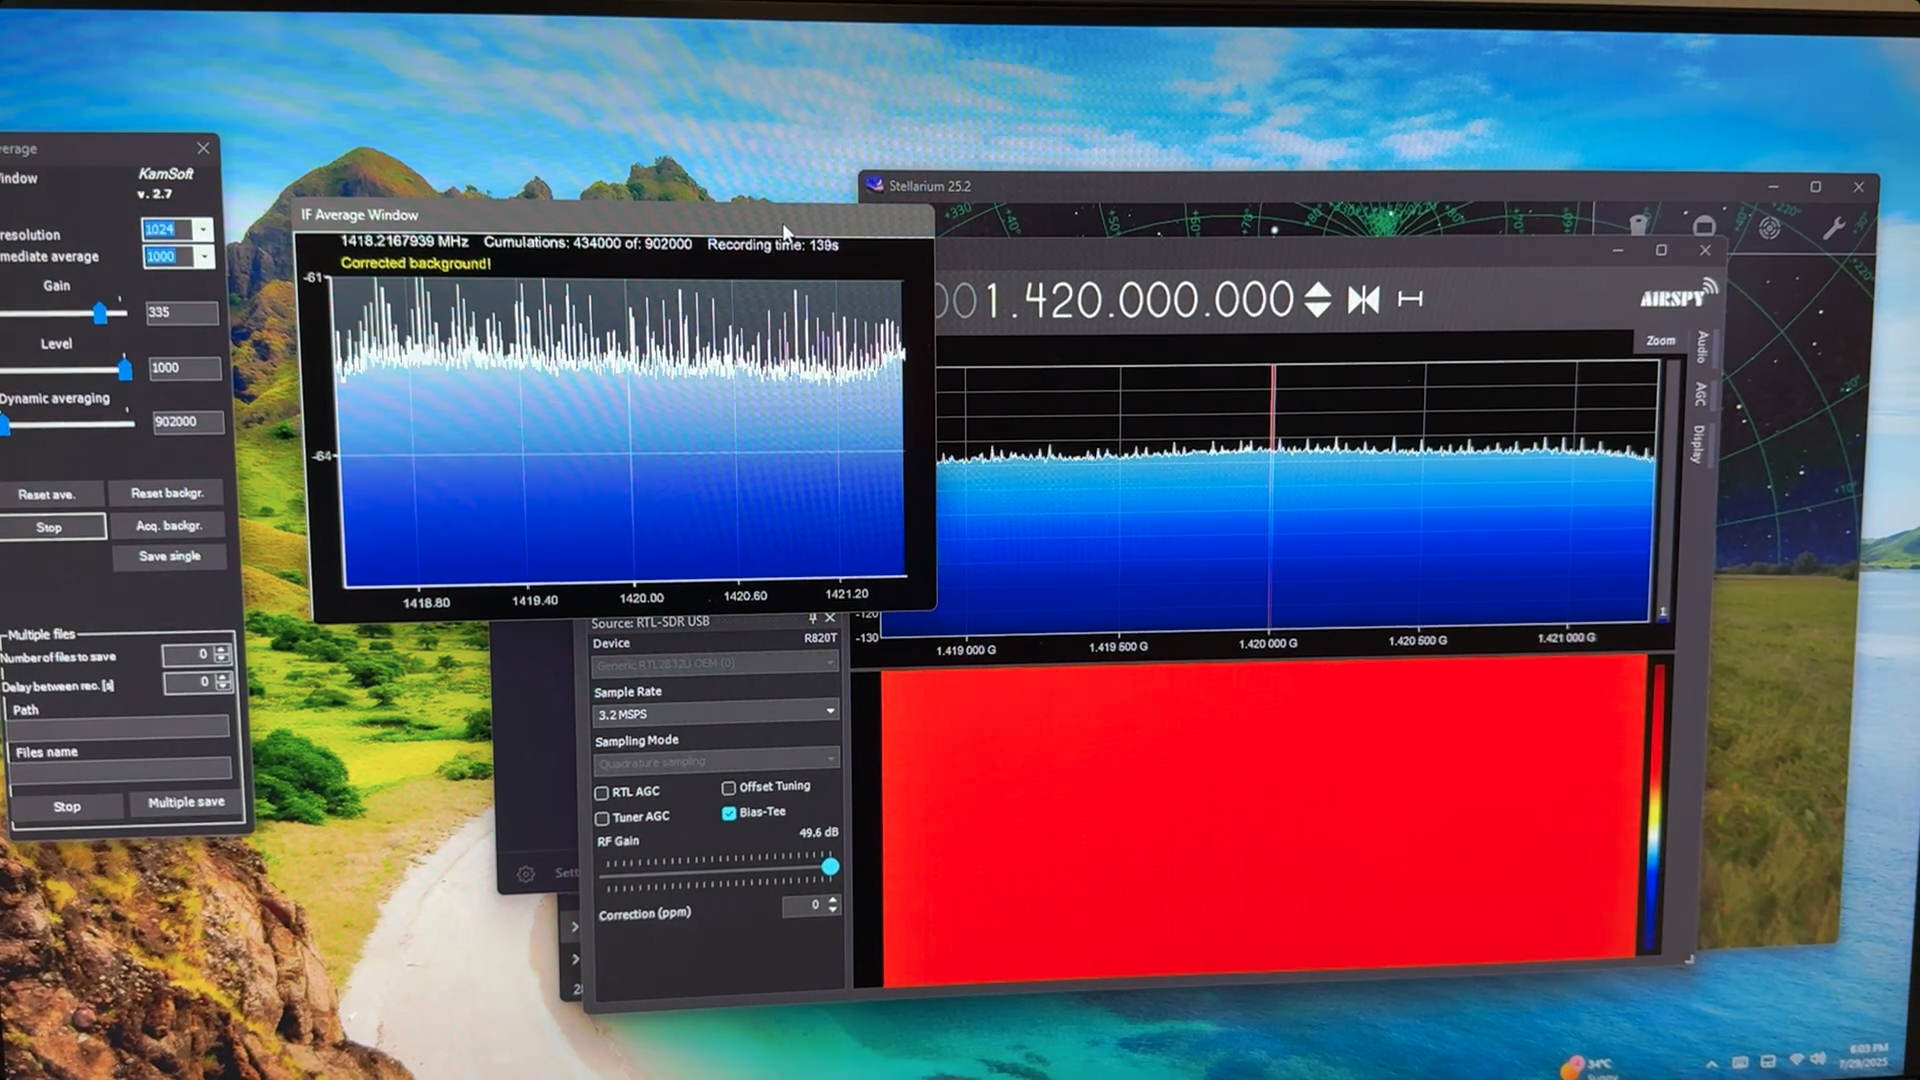 erage
indow
KamSoft
v. 2.7
resolution
1024
mediate average
1000
Gain
335
Level
1000
Dynamic averaging
902000
Reset ave.
Reset backgr.
Stop
Acq. backgr.
Save single
Multiple files
Number of files to save
0
Delay between rec. [s]
0
Path
Files name
Stop
Multiple save
IF Average Window
1418.2167939 MHz Cumulations: 434000 of: 902000 Recording time: 139s
Corrected background!
-61
-64
1418.80 1419.40 1420.00 1420.60 1421.20
Stellarium 25.2
+330
001.420.000.000
AIRSPY
Zoom
Audio
AGC
Display
1
-120
-130
1.419 000 G 1.419 500 G 1.420 000 G 1.420 500 G 1.421 000 G
Source: RTL-SDR USB
Device
R820T
Generic RTL2832U OEM (0)
Sample Rate
3.2 MSPS
Sampling Mode
Quadrature sampling
RTL AGC
Offset Tuning
Tuner AGC
Bias-Tee
RF Gain
49.6 dB
Correction (ppm)
0
Sett
34°C
Sunny
6:03 PM
7/29/2025